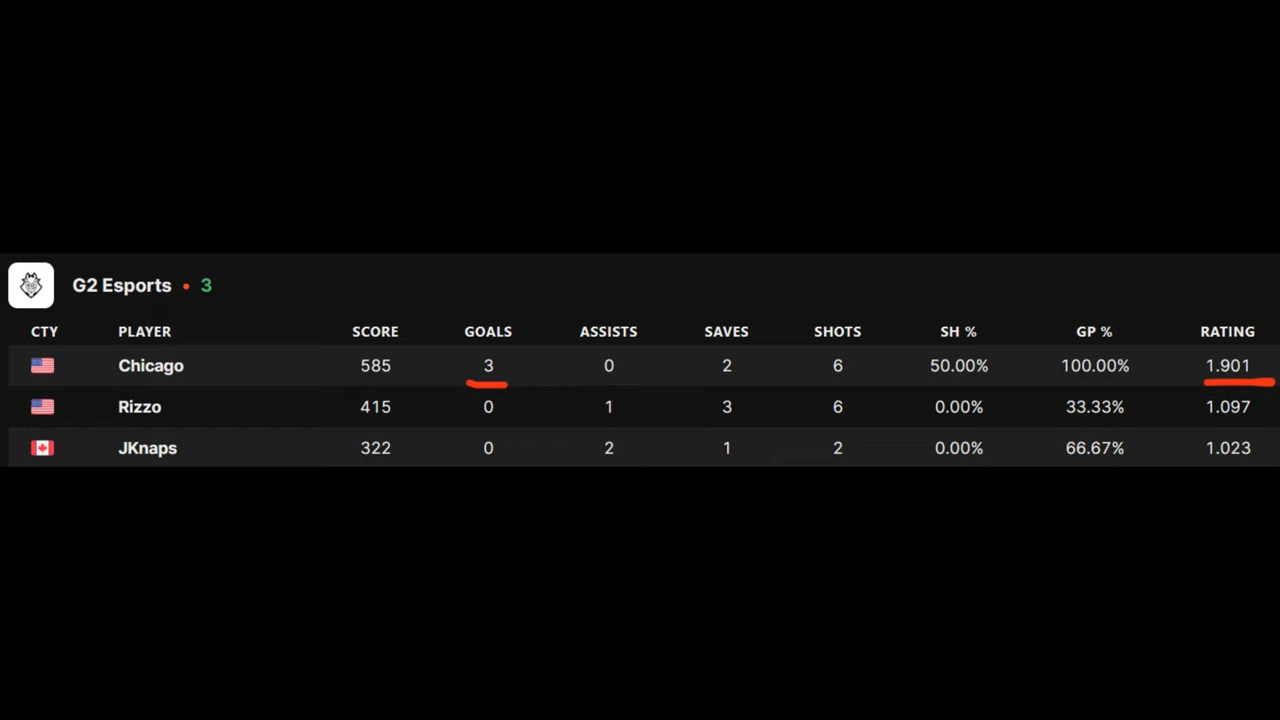 G2 Esports • 3
CTY PLAYER SCORE GOALS ASSISTS SAVES SHOTS SH % GP % RATING
Chicago 585 3 0 2 6 50.00% 100.00% 1.901
Rizzo 415 0 1 3 6 0.00% 33.33% 1.097
JKnaps 322 0 2 1 2 0.00% 66.67% 1.023